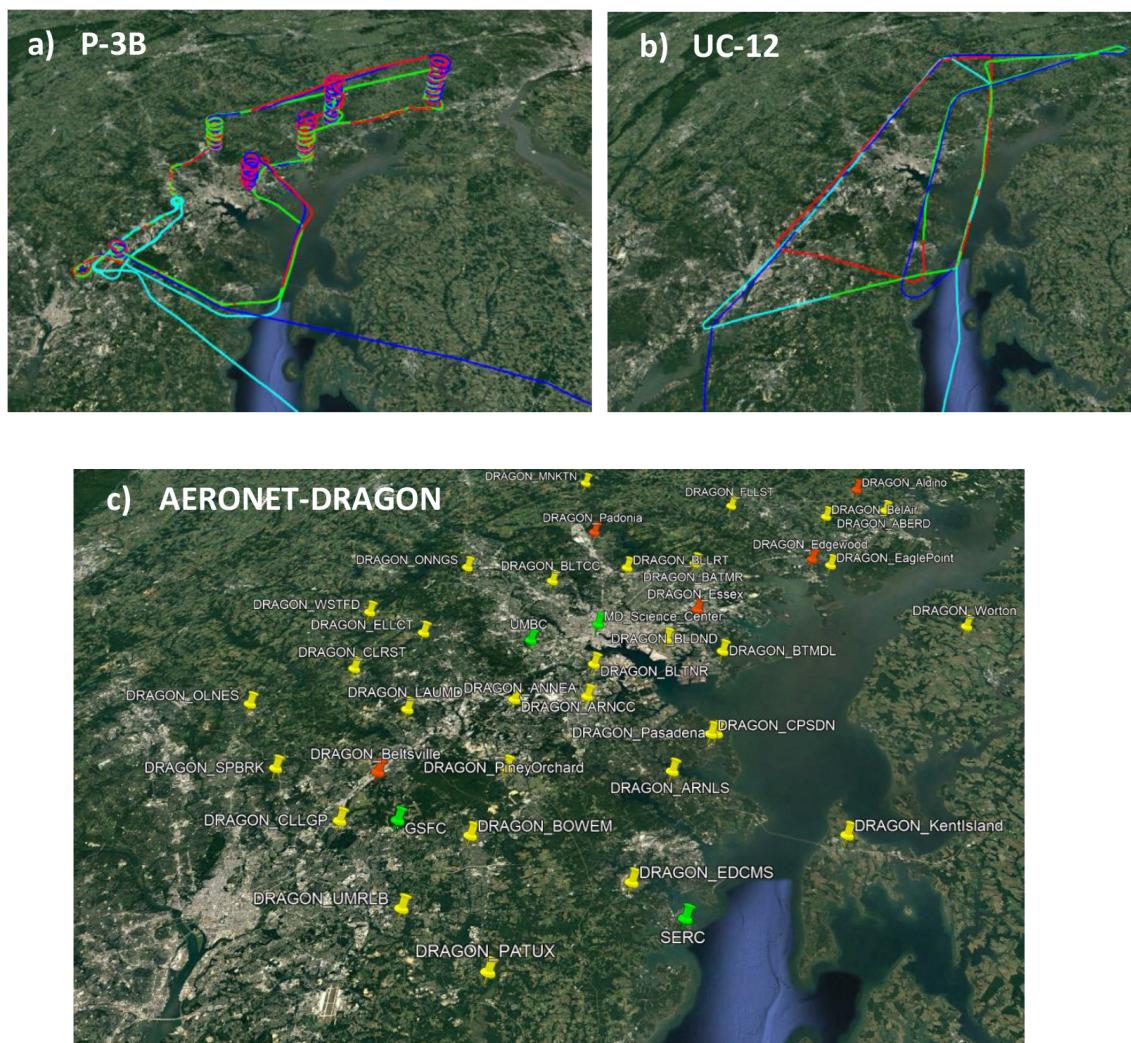 a) P-3B
b) UC-12
c) AERONET-DRAGON
DRAGON_MNKTN
DRAGON_Aldino
DRAGON_FLLST
DRAGON_BelAir
DRAGON_ABERD
DRAGON_Padonia
DRAGON_Edgewood
DRAGON_EaglePoint
DRAGON_ONNGS
DRAGON_BLTCC
DRAGON_BLLRT
DRAGON_BATMR
DRAGON_Essex
DRAGON_WSTFD
DRAGON_ELLCT
UMBC
MD_Science_Center
DRAGON_Worton
DRAGON_BLDND
DRAGON_BTMDL
DRAGON_CLRST
DRAGON_BLTNR
DRAGON_OLNES
DRAGON_LAUMD
DRAGON_ANNEA
DRAGON_ARNCC
DRAGON_Pasadena
DRAGON_CPSDN
DRAGON_SPBRK
DRAGON_Beltsville
DRAGON_PineyOrchard
DRAGON_ARNLS
DRAGON_CLLGP
GSFC
DRAGON_BOWEM
DRAGON_KentIsland
DRAGON_EDCMS
DRAGON_UMRLB
SERC
DRAGON_PATUX